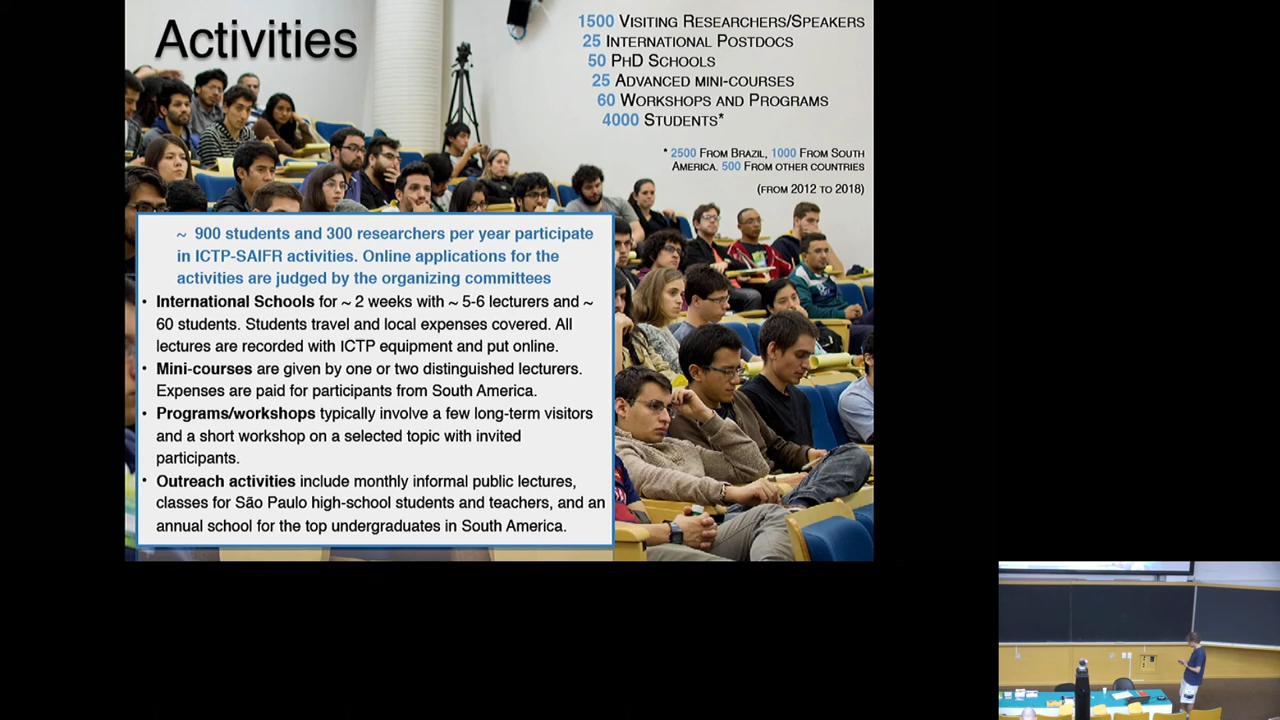 Activities
1500 Visiting Researchers/Speakers
25 International Postdocs
50 PhD Schools
25 Advanced mini-courses
60 Workshops and Programs
4000 Students*
* 2500 From Brazil, 1000 From South
America. 500 From other countries
(from 2012 to 2018)
~ 900 students and 300 researchers per year participate
in ICTP-SAIFR activities. Online applications for the
activities are judged by the organizing committees
• International Schools for ~ 2 weeks with ~ 5-6 lecturers and ~
60 students. Students travel and local expenses covered. All
lectures are recorded with ICTP equipment and put online.
• Mini-courses are given by one or two distinguished lecturers.
Expenses are paid for participants from South America.
• Programs/workshops typically involve a few long-term visitors
and a short workshop on a selected topic with invited
participants.
• Outreach activities include monthly informal public lectures,
classes for São Paulo high-school students and teachers, and an
annual school for the top undergraduates in South America.